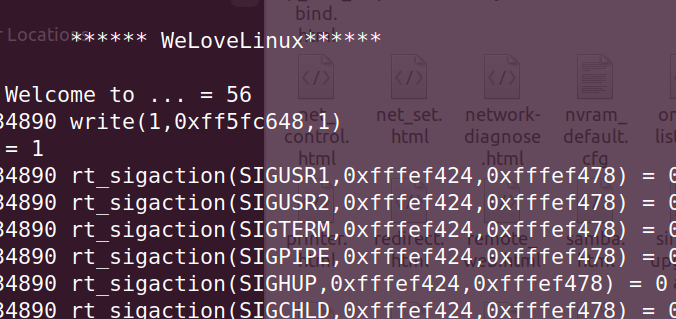 bind.
r Location
****** WeLoveLinux******
Welcome to ... = 56
34890 write(1,0xff5fc648,1)
= 1
34890 rt_sigaction(SIGUSR1,0xfffef424,0xfffef478) = 0
34890 rt_sigaction(SIGUSR2,0xfffef424,0xfffef478) = 0
34890 rt_sigaction(SIGTERM,0xfffef424,0xfffef478) = 0
34890 rt_sigaction(SIGPIPE,0xfffef424,0xfffef478) = 0
34890 rt_sigaction(SIGHUP,0xfffef424,0xfffef478) = 0
34890 rt_sigaction(SIGCHLD,0xfffef424,0xfffef478) = 0
control.
html
net_set.
html
network-
diagnose
.html
nvram_
default.
cfg
printer.
redirect.
samba.